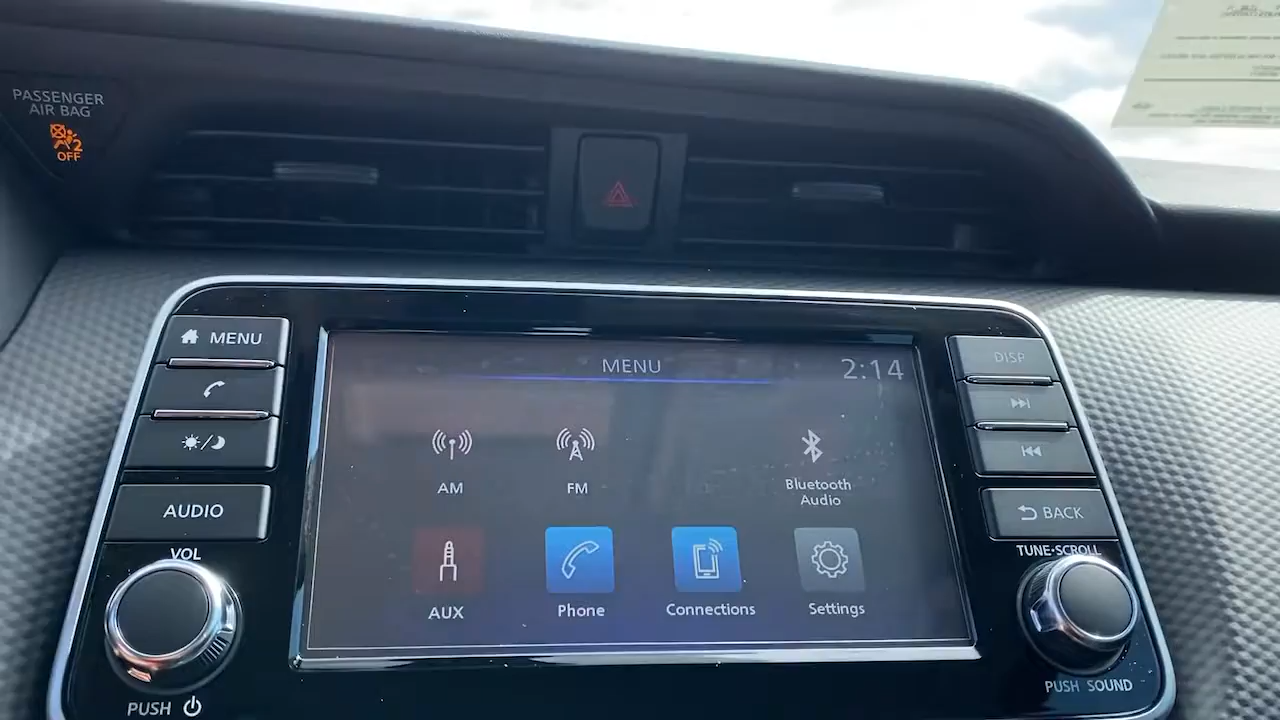 PASSENGER
AIR BAG
2
OFF
MENU
MENU
2:14
DISP
AM
FM
Bluetooth
Audio
AUDIO
BACK
VOL
TUNE·SCROLL
AUX
Phone
Connections
Settings
PUSH
PUSH SOUND